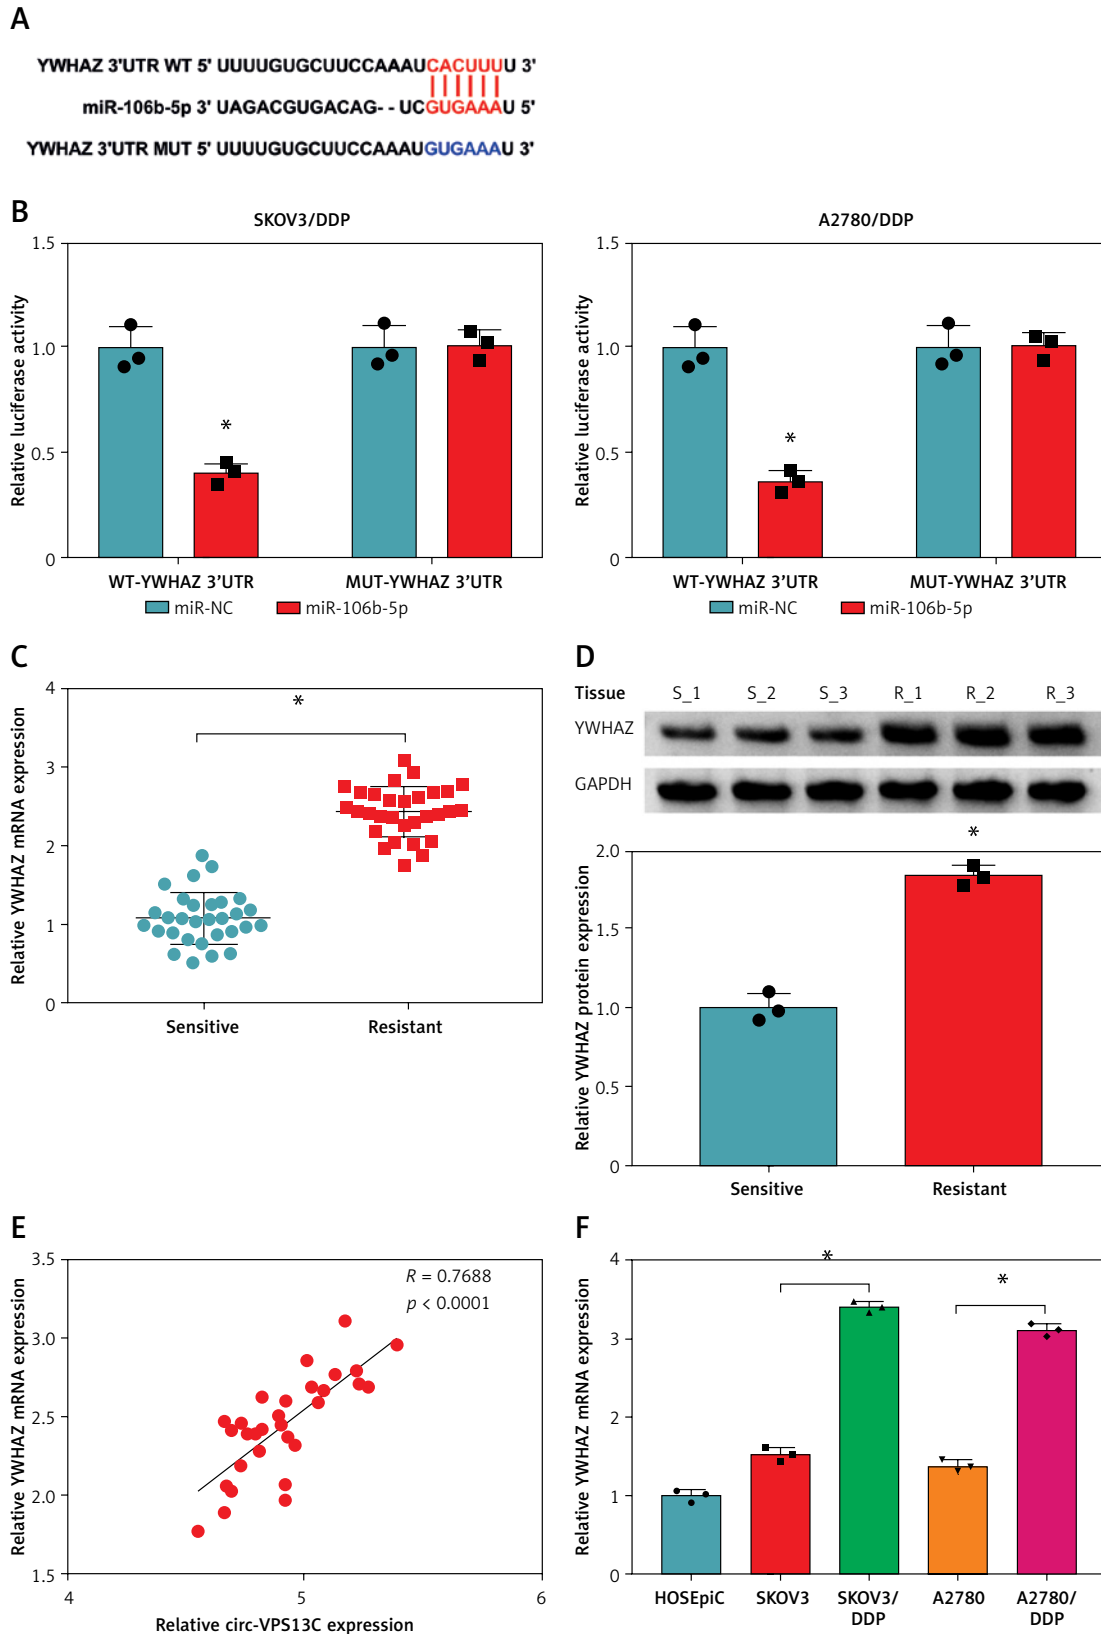 A
YWHAZ 3'UTR WT 5' UUUUGUGCUUCCAAAUCACUUUU 3'
miR-106b-5p 3' UAGACGUGACAG- - UCGUGAAAU 5'
YWHAZ 3'UTR MUT 5' UUUUGUGCUUCCAAAUGUGAAAU 3'
B
SKOV3/DDP
Relative luciferase activity
1.5
1.0
0.5
0
*
WT-YWHAZ 3'UTR MUT-YWHAZ 3'UTR
miR-NC miR-106b-5p
A2780/DDP
Relative luciferase activity
1.5
1.0
0.5
0
*
WT-YWHAZ 3'UTR MUT-YWHAZ 3'UTR
miR-NC miR-106b-5p
C
Relative YWHAZ mRNA expression
4
3
2
1
0
*
Sensitive Resistant
D
Tissue S_1 S_2 S_3 R_1 R_2 R_3
YWHAZ
GAPDH
Relative YWHAZ protein expression
2.0
1.5
1.0
0.5
0
*
Sensitive Resistant
E
Relative YWHAZ mRNA expression
3.5
3.0
2.5
2.0
1.5
R = 0.7688
p < 0.0001
4 5 6
Relative circ-VPS13C expression
F
Relative YWHAZ mRNA expression
4
3
2
1
0
* *
HOSEpiC SKOV3 SKOV3/ A2780 A2780/
DDP DDP